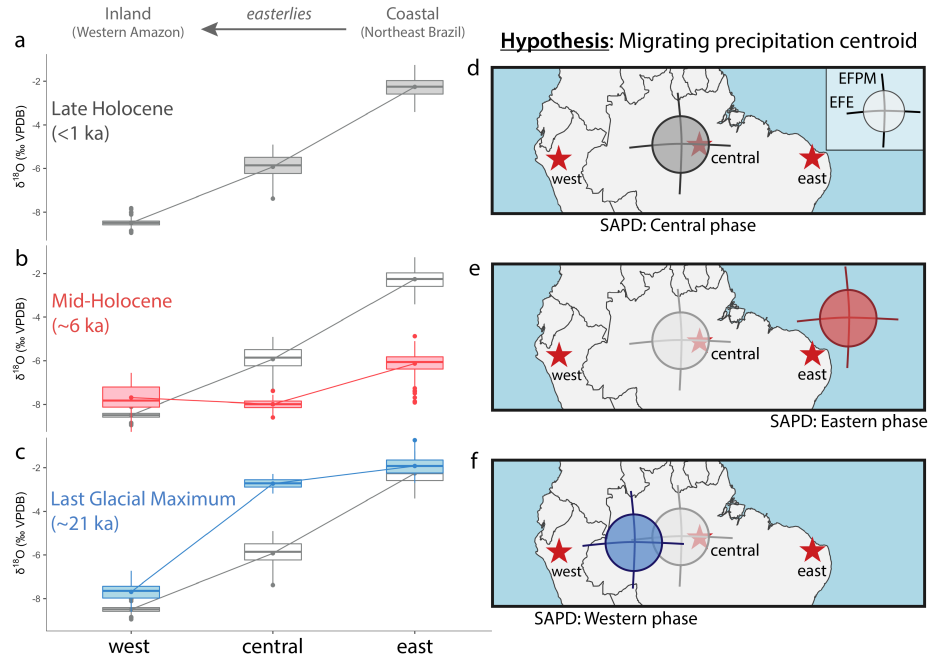 Inland
(Western Amazon)
easterlies
Coastal
(Northeast Brazil)
a
Late Holocene
(<1 ka)
δ18O (‰ VPDB)
-2
-4
-6
-8
b
Mid-Holocene
(~6 ka)
δ18O (‰ VPDB)
-2
-4
-6
-8
c
Last Glacial Maximum
(~21 ka)
δ18O (‰ VPDB)
-2
-4
-6
-8
west
central
east
Hypothesis: Migrating precipitation centroid
d
EFPM
EFE
west
central
east
SAPD: Central phase
e
west
central
east
SAPD: Eastern phase
f
west
central
east
SAPD: Western phase